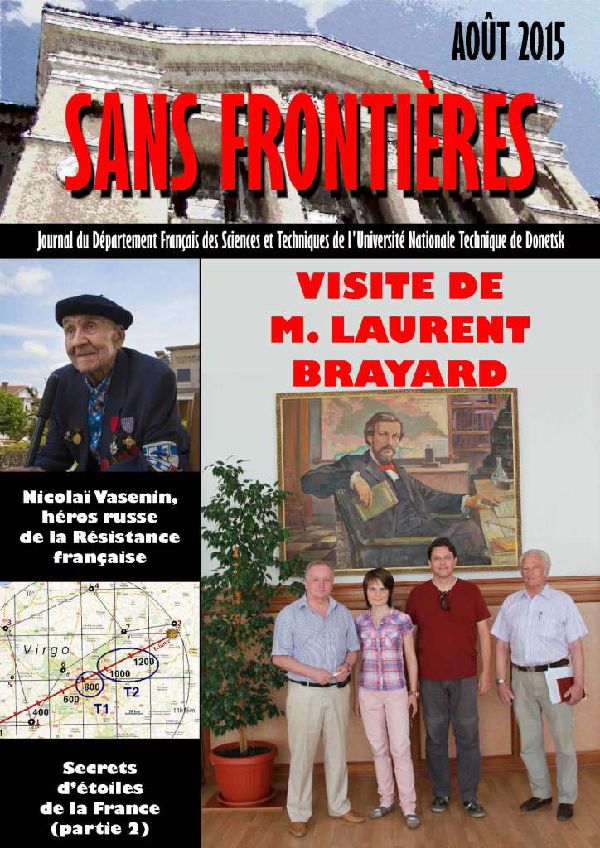 AOÛT 2015
SANS FRONTIÈRES
Journal du Département Français des Sciences et Techniques de l'Université Nationale Technique de Donetsk
VISITE DE
M. LAURENT
BRAYARD
Nicolaï Vasenin,
héros russe
de la Résistance
française
Virgo
1200
1000
800
T2
600
T1
400
Secrets
d'étoiles
de la France
(partie 2)